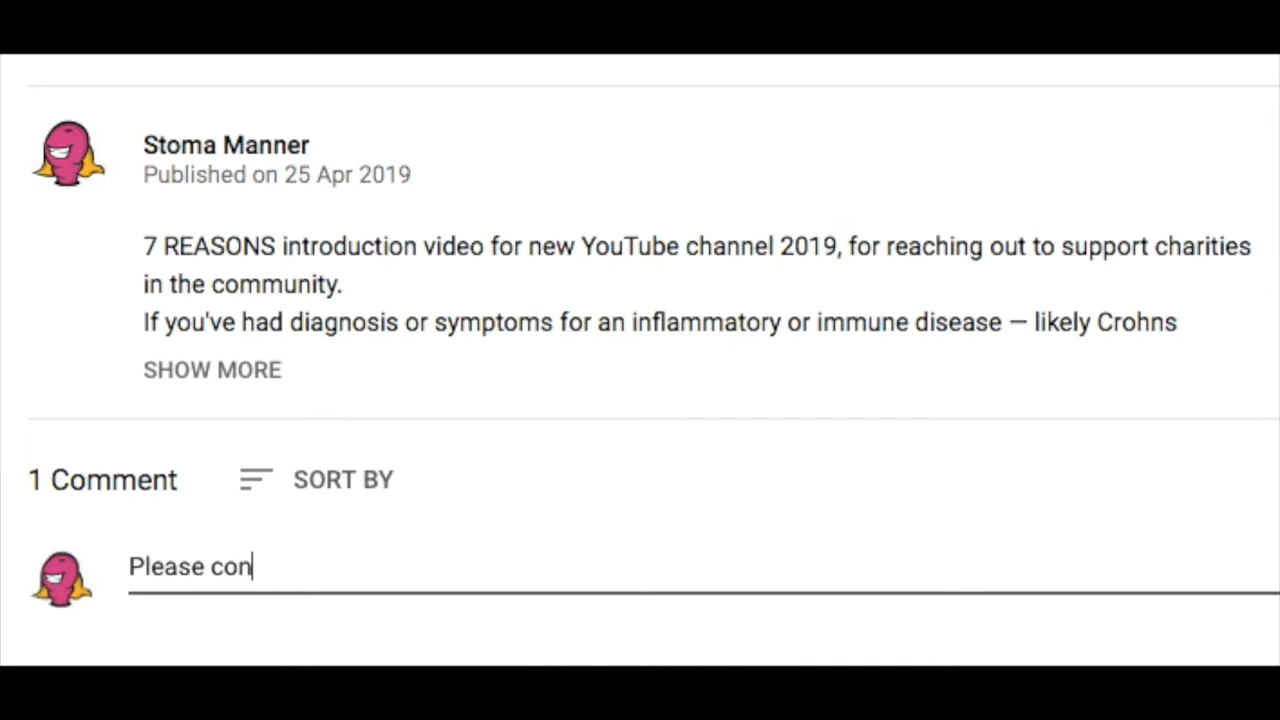 Stoma Manner
Published on 25 Apr 2019
7 REASONS introduction video for new YouTube channel 2019, for reaching out to support charities
in the community.
If you've had diagnosis or symptoms for an inflammatory or immune disease — likely Crohns
SHOW MORE
1 Comment SORT BY
Please con